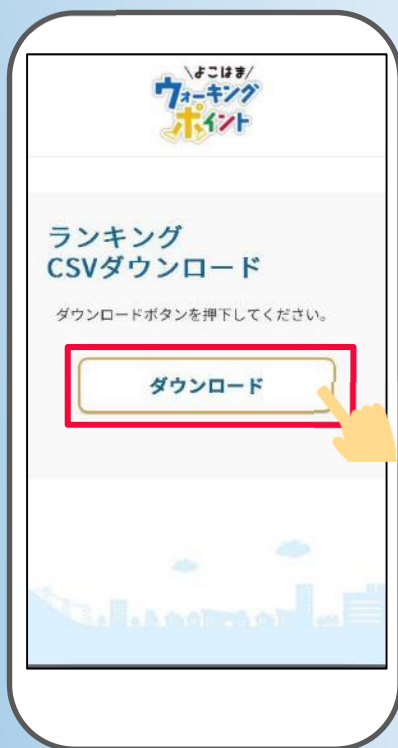 \よこはま/
ウォーキング
ポイント
ランキング
CSVダウンロード
ダウンロードボタンを押下してください。
ダウンロード